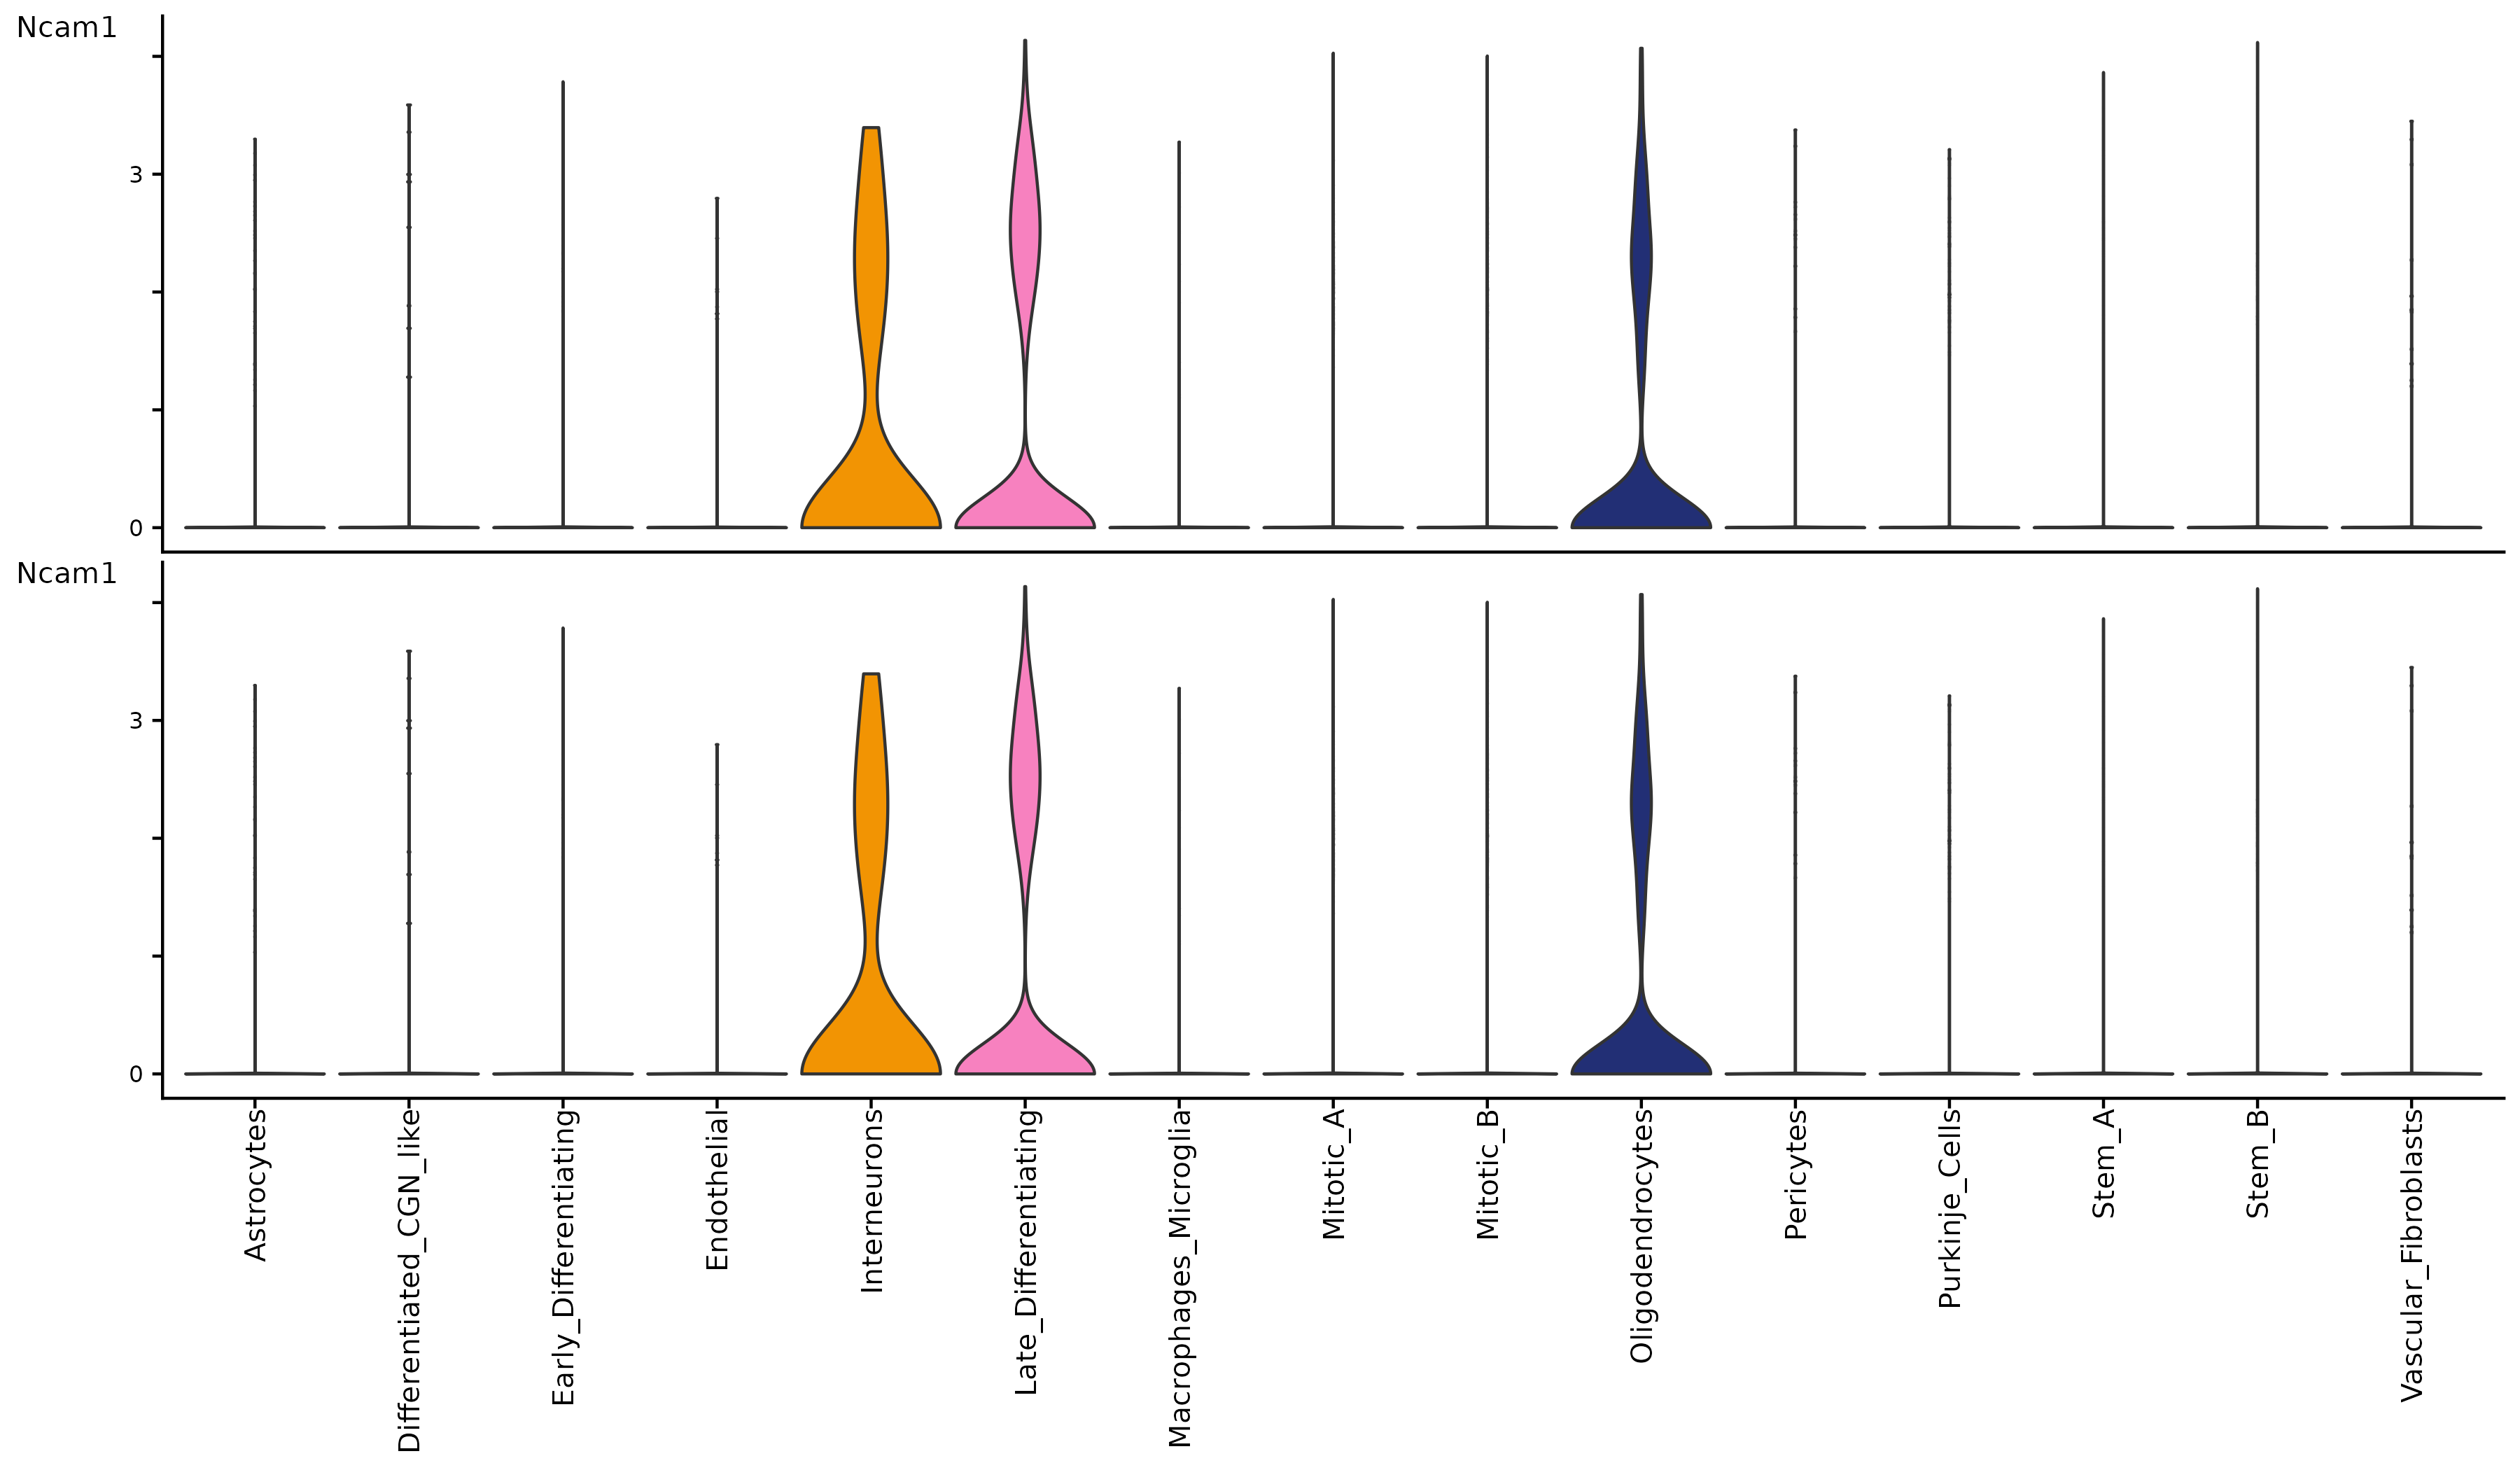 Ncam1
3
0
Ncam1
3
0
Astrocytes
Differentiated_CGN_like
Early_Differentiating
Endothelial
Interneurons
Late_Differentiating
Macrophages_Microglia
Mitotic_A
Mitotic_B
Oligodendrocytes
Pericytes
Purkinje_Cells
Stem_A
Stem_B
Vascular_Fibroblasts